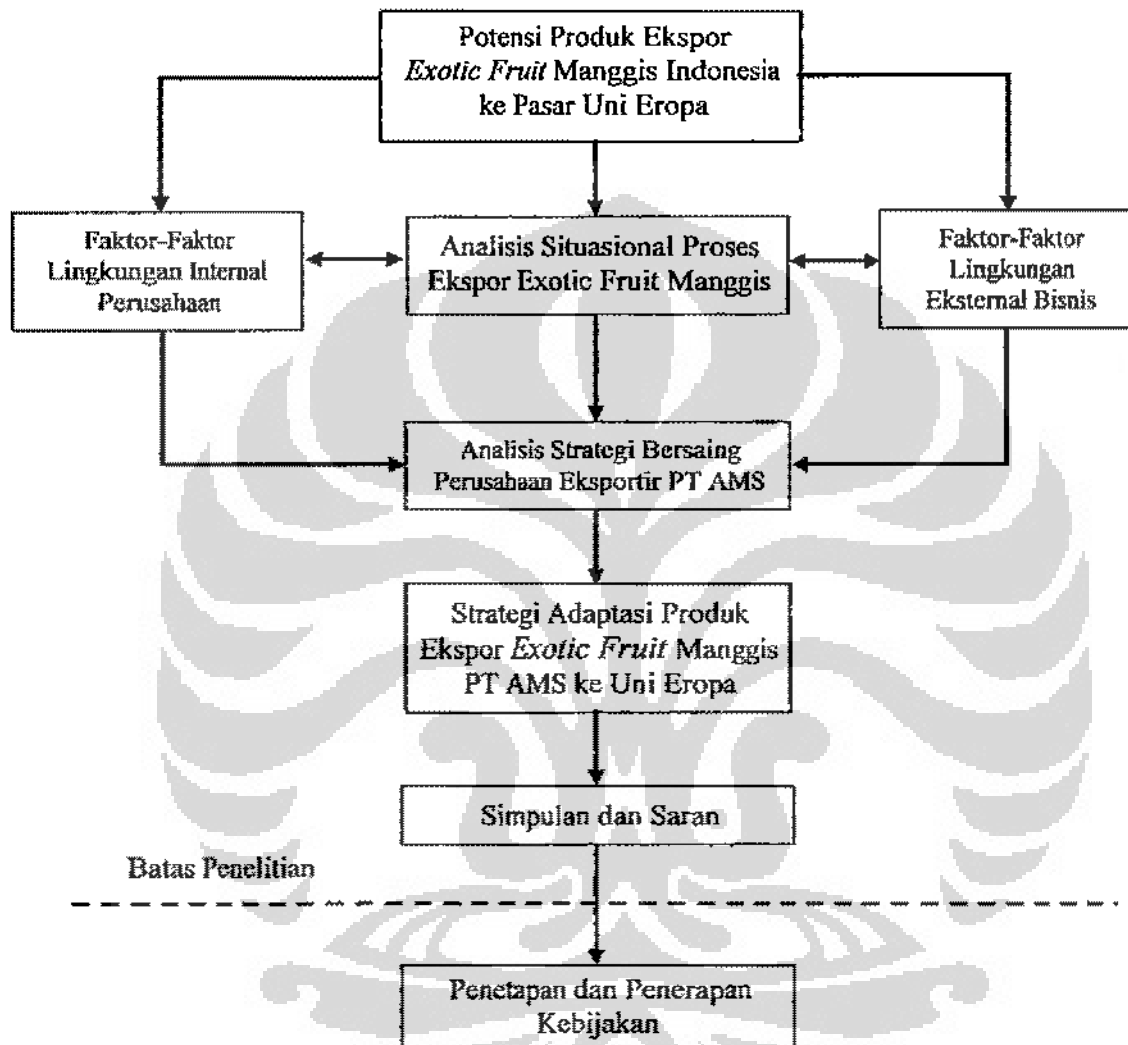 Potensi Produk Ekspor
Exotic Fruit Manggis Indonesia
ke Pasar Uni Eropa
Faktor-Faktor
Lingkungan Internal
Perusahaan
Analisis Situasional Proses
Ekspor Exotic Fruit Manggis
Faktor-Faktor
Lingkungan
Eksternal Bisnis
Analisis Strategi Bersaing
Perusahaan Eksportir PT AMS
Strategi Adaptasi Produk
Ekspor Exotic Fruit Manggis
PT AMS ke Uni Eropa
Simpulan dan Saran
Batas Penelitian
Penetapan dan Penerapan
Kebijakan